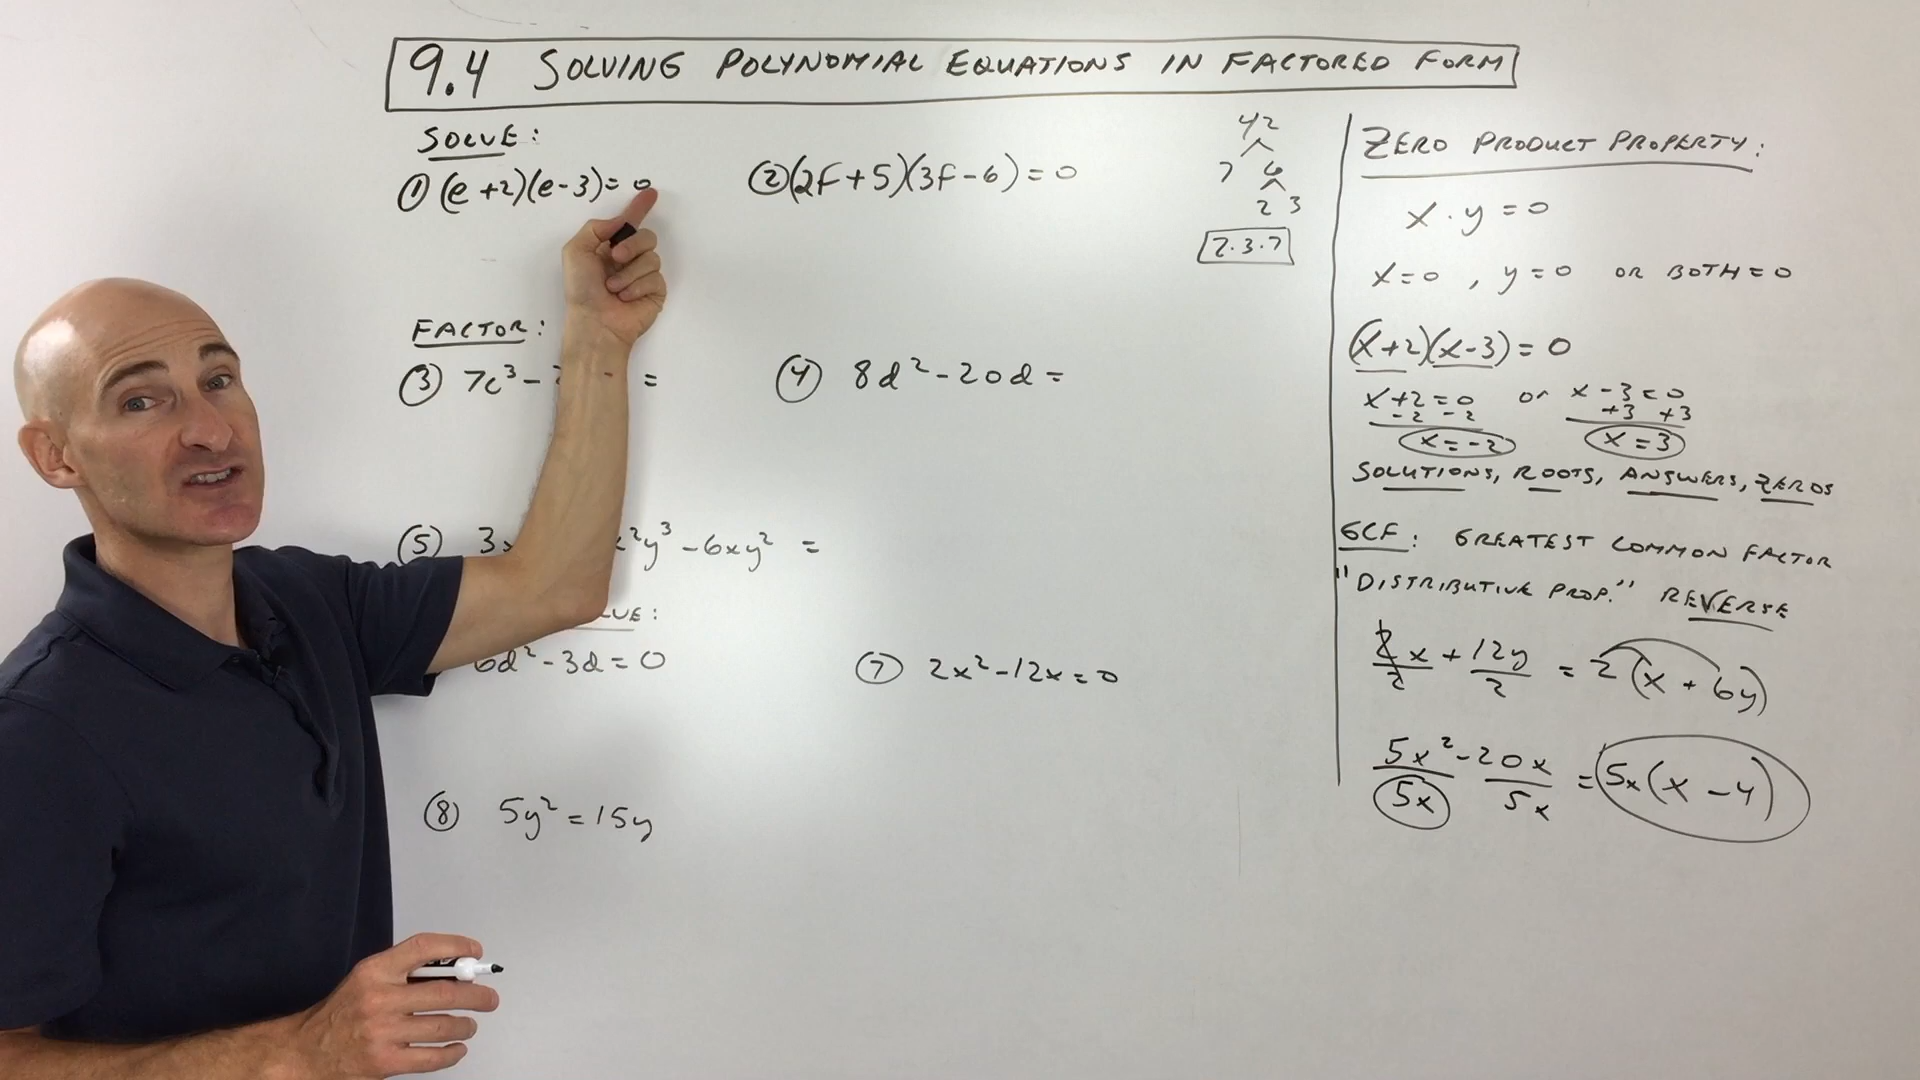 9.4 SOLVING POLYNOMIAL EQUATIONS IN FACTORED FORM
SOLVE:
① (e+2)(e-3)=0
② (2f+5)(3f-6)=0
42
7 6
2 3
2·3·7
FACTOR:
③ 7c³- =
④ 8d²-20d=
⑤ 3x ²y³-6xy² =
LVE:
6d²-3d=0
⑦ 2x²-12x=0
⑧ 5y²=15y
ZERO PRODUCT PROPERTY:
x·y=0
x=0, y=0 OR BOTH=0
(x+2)(x-3)=0
x+2=0 or x-3=0
-2 -2 +3 +3
x=-2 x=3
SOLUTIONS, ROOTS, ANSWERS, ZEROS
GCF: GREATEST COMMON FACTOR
"DISTRIBUTIVE PROP." REVERSE
2x/2 + 12y/2 = 2(x+6y)
5x²/5x - 20x/5x = 5x(x-4)